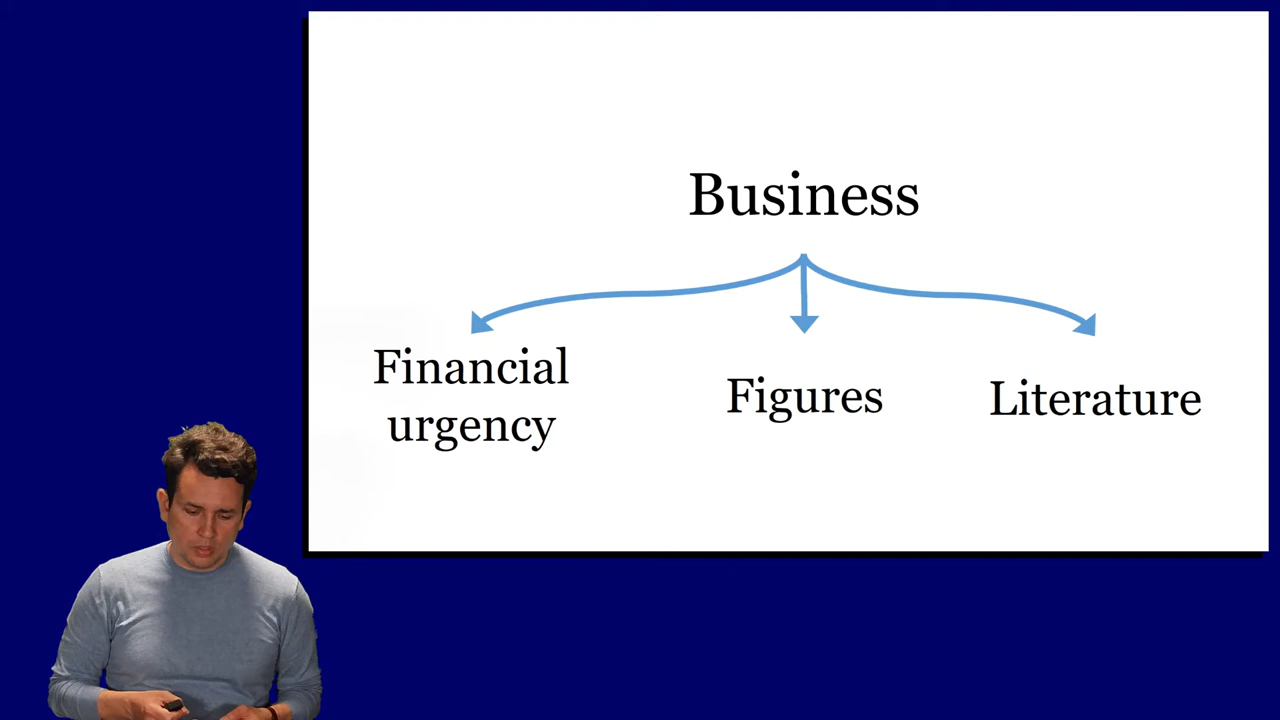 Business
Financial
urgency
Figures
Literature